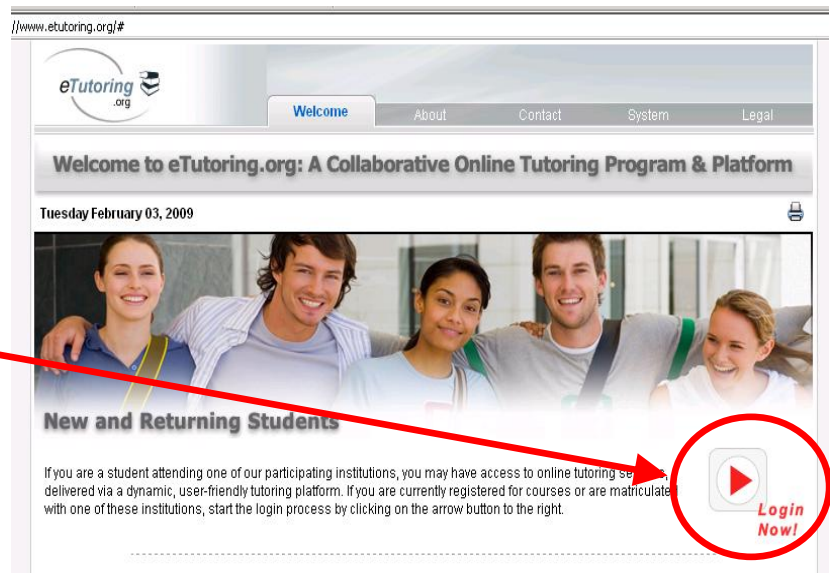 //www.etutoring.org/#
eTutoring
.org
Welcome About Contact System Legal
Welcome to eTutoring.org: A Collaborative Online Tutoring Program & Platform
Tuesday February 03, 2009
New and Returning Students
If you are a student attending one of our participating institutions, you may have access to online tutoring
delivered via a dynamic, user-friendly tutoring platform. If you are currently registered for courses or are matriculated
with one of these institutions, start the login process by clicking on the arrow button to the right.
Login
Now!